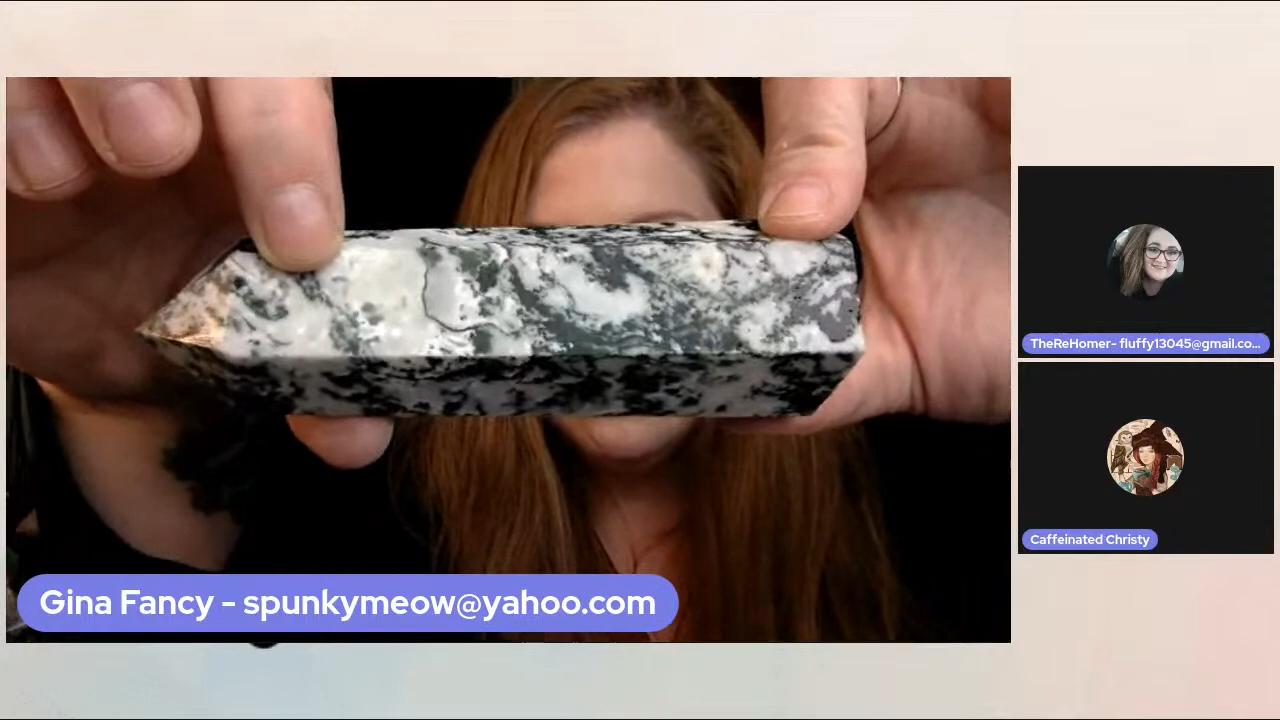 Gina Fancy - spunkymeow@yahoo.com
TheReHomer- fluffy13045@gmail.co...
Caffeinated Christy